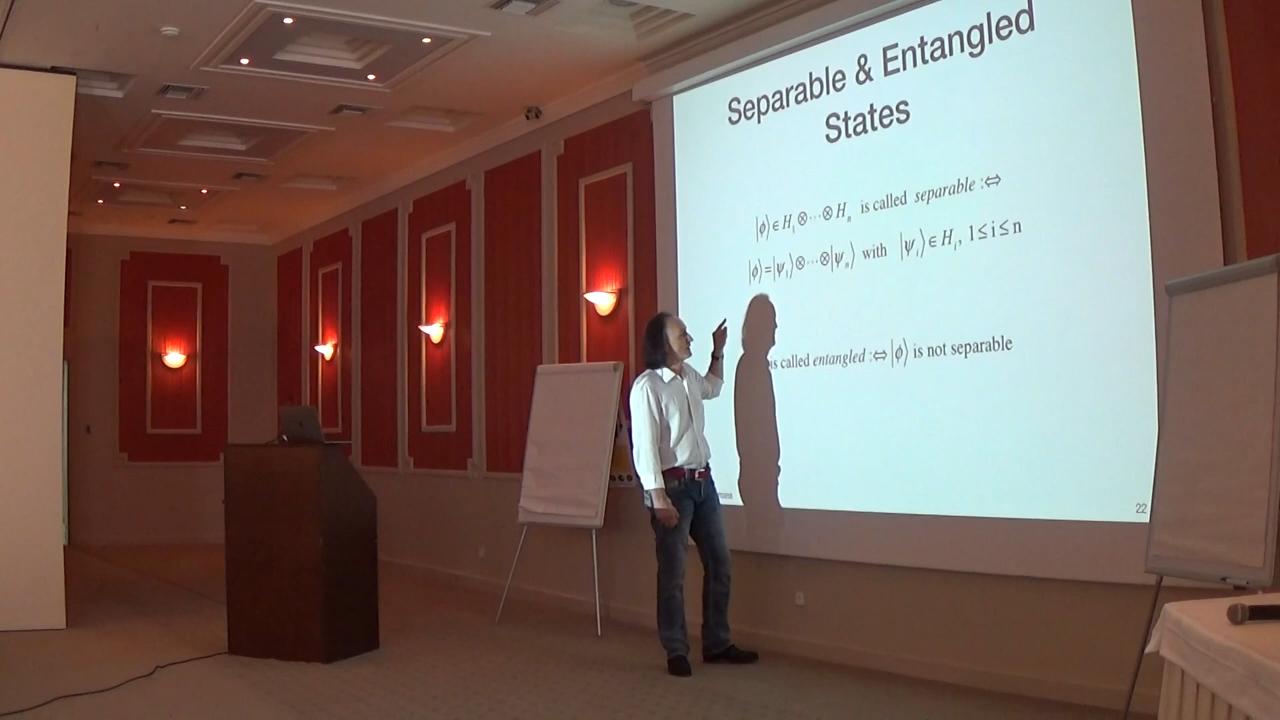 Separable & Entangled
States
|ϕ⟩∈H₁⊗⋯⊗Hₙ is called separable :⇔
|ϕ⟩=|ψ₁⟩⊗⋯⊗|ψₙ⟩ with |ψᵢ⟩∈Hᵢ, 1≤i≤n
is called entangled :⇔ |ϕ⟩ is not separable
22